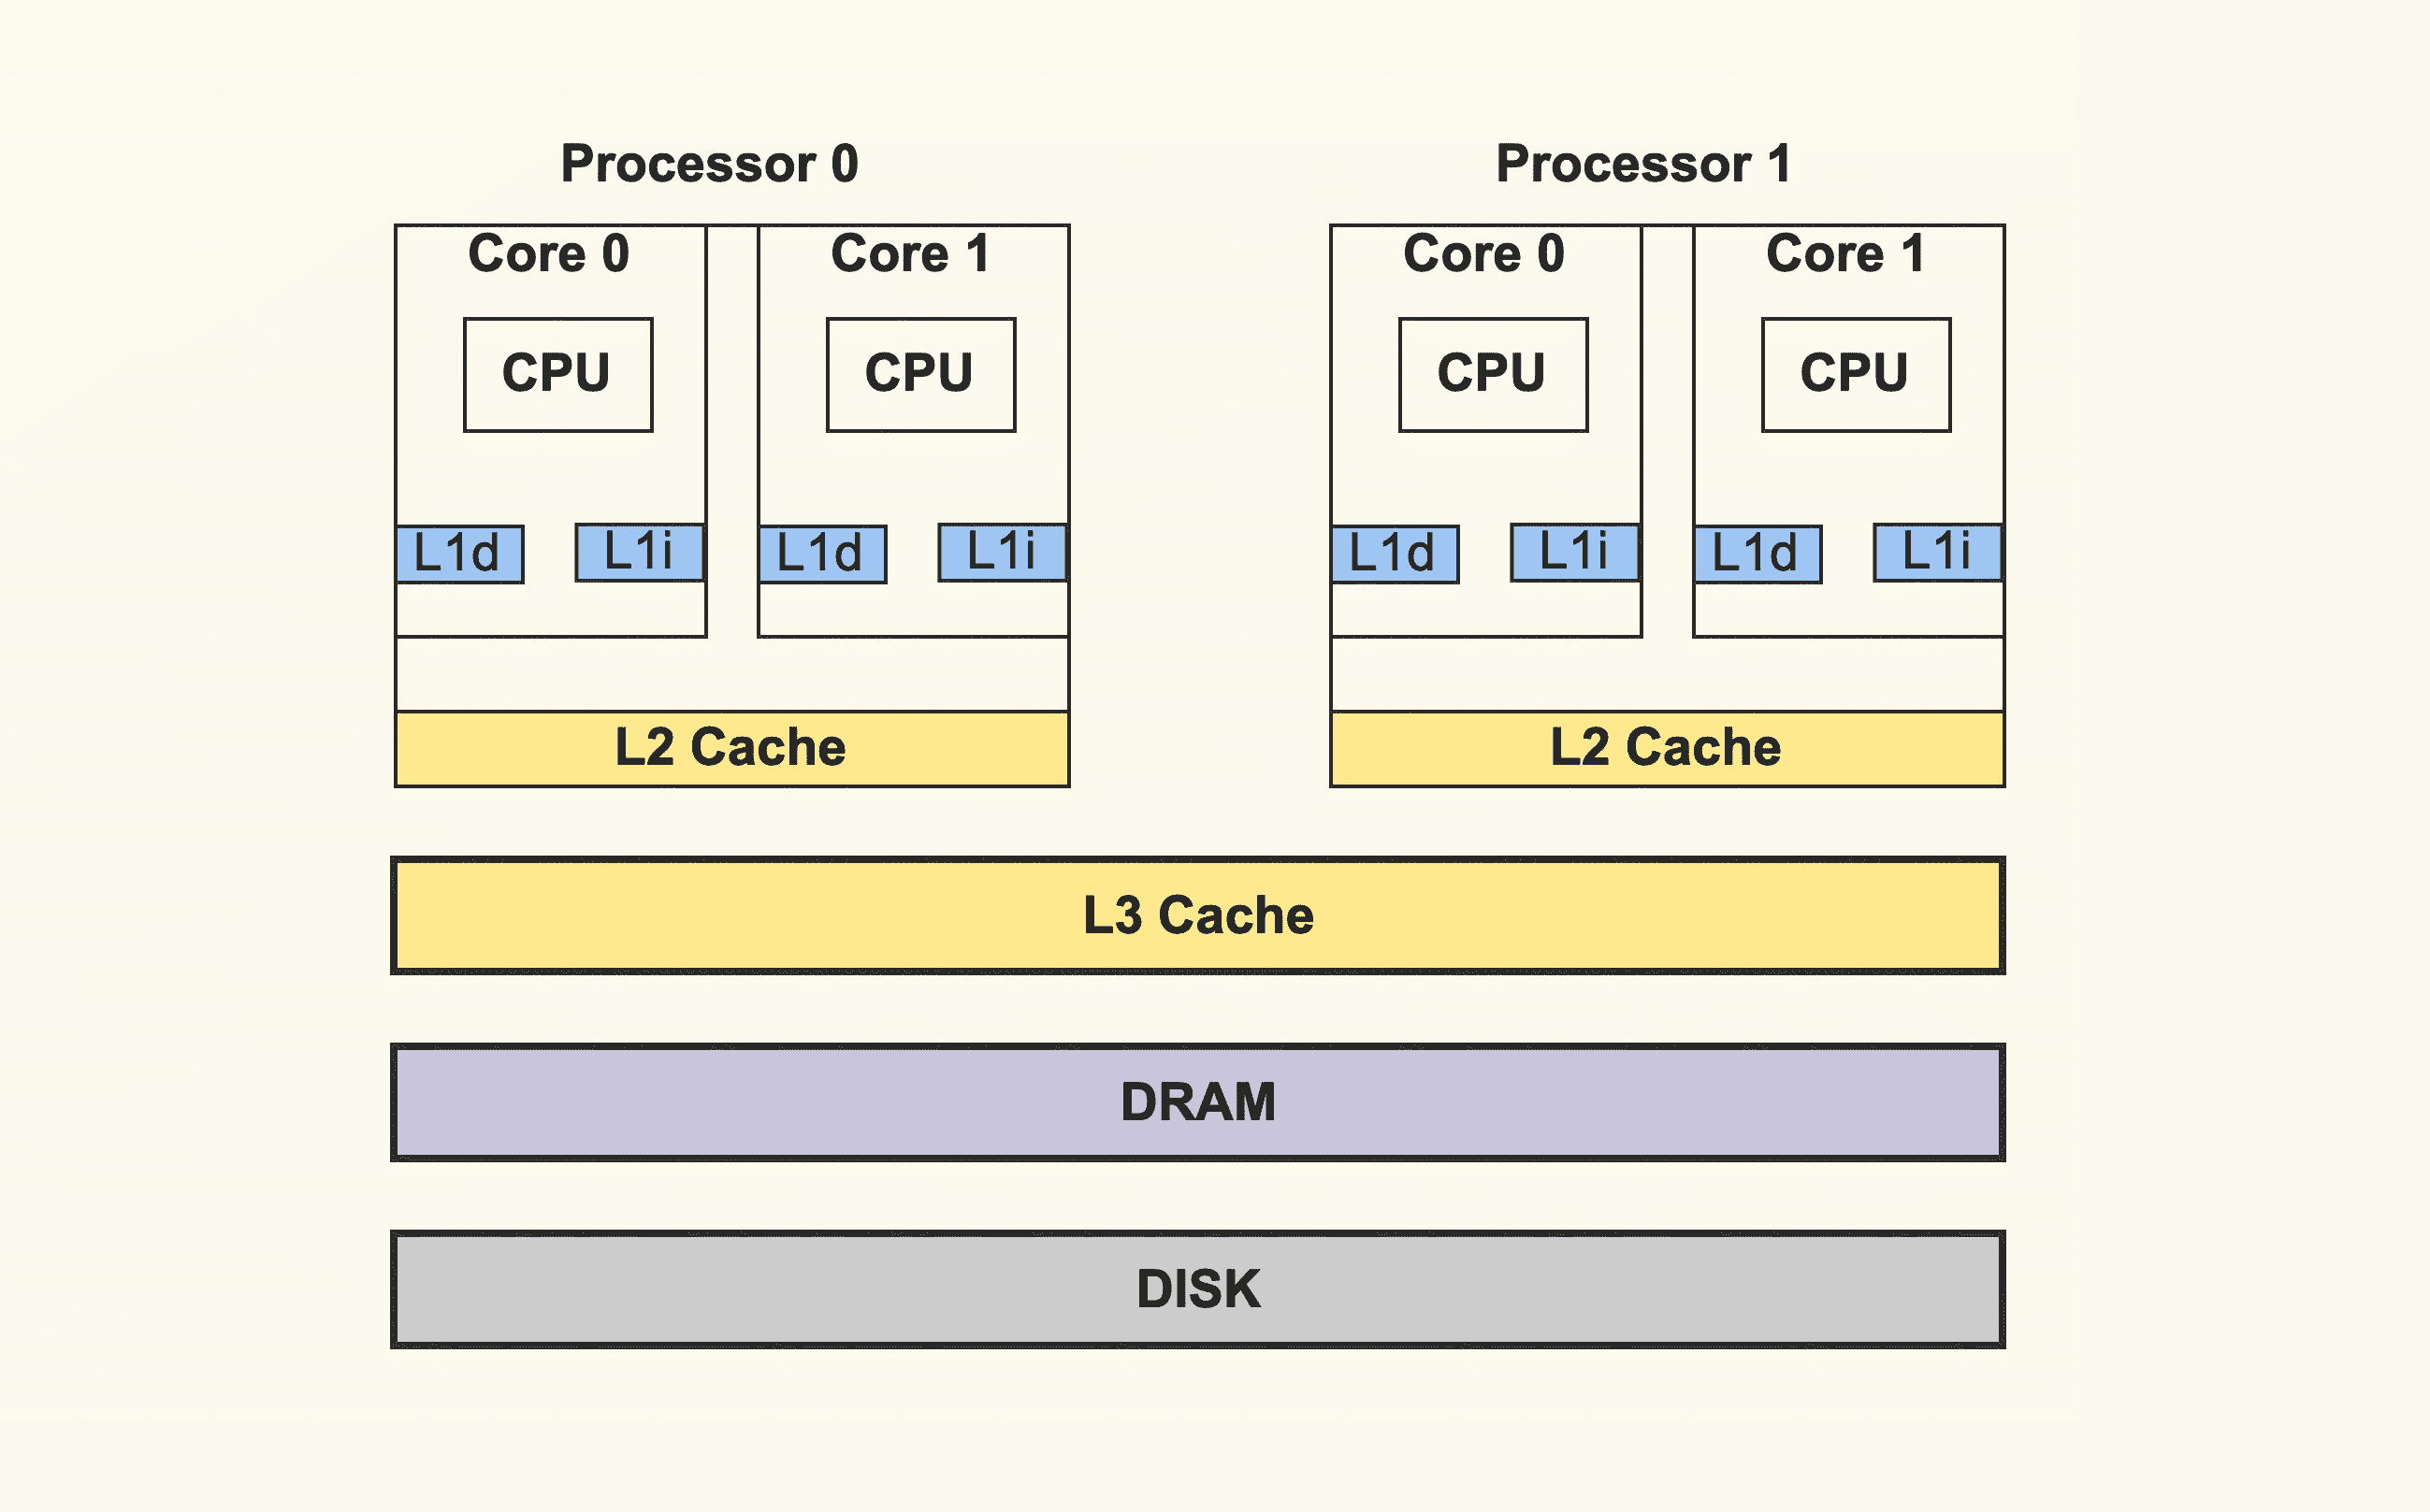 Processor 0
Processor 1
Core 0
Core 1
Core 0
Core 1
CPU
CPU
CPU
CPU
L1d
L1i
L1d
L1i
L1d
L1i
L1d
L1i
L2 Cache
L2 Cache
L3 Cache
DRAM
DISK